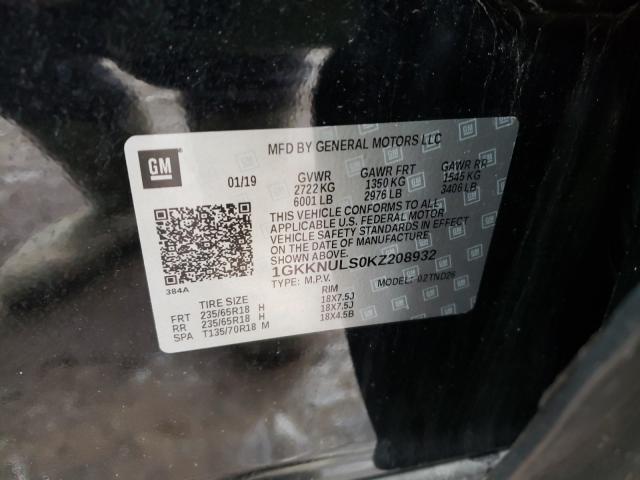 MFD BY GENERAL MOTORS LLC
GM
01/19
GVWR GAWR FRT GAWR RR
2722 KG 1350 KG 1545 KG
6001 LB 2976 LB 3406 LB
THIS VEHICLE CONFORMS TO ALL
APPLICABLE U.S. FEDERAL MOTOR
VEHICLE SAFETY STANDARDS IN EFFECT
ON THE DATE OF MANUFACTURE
SHOWN ABOVE.
1GKKNULS0KZ208932
TYPE: M.P.V. MODEL: 02TND26
384A
TIRE SIZE RIM
FRT 235/65R18 H 18X7.5J
RR 235/65R18 H 18X7.5J
SPA T135/70R18 M 18X4.5B